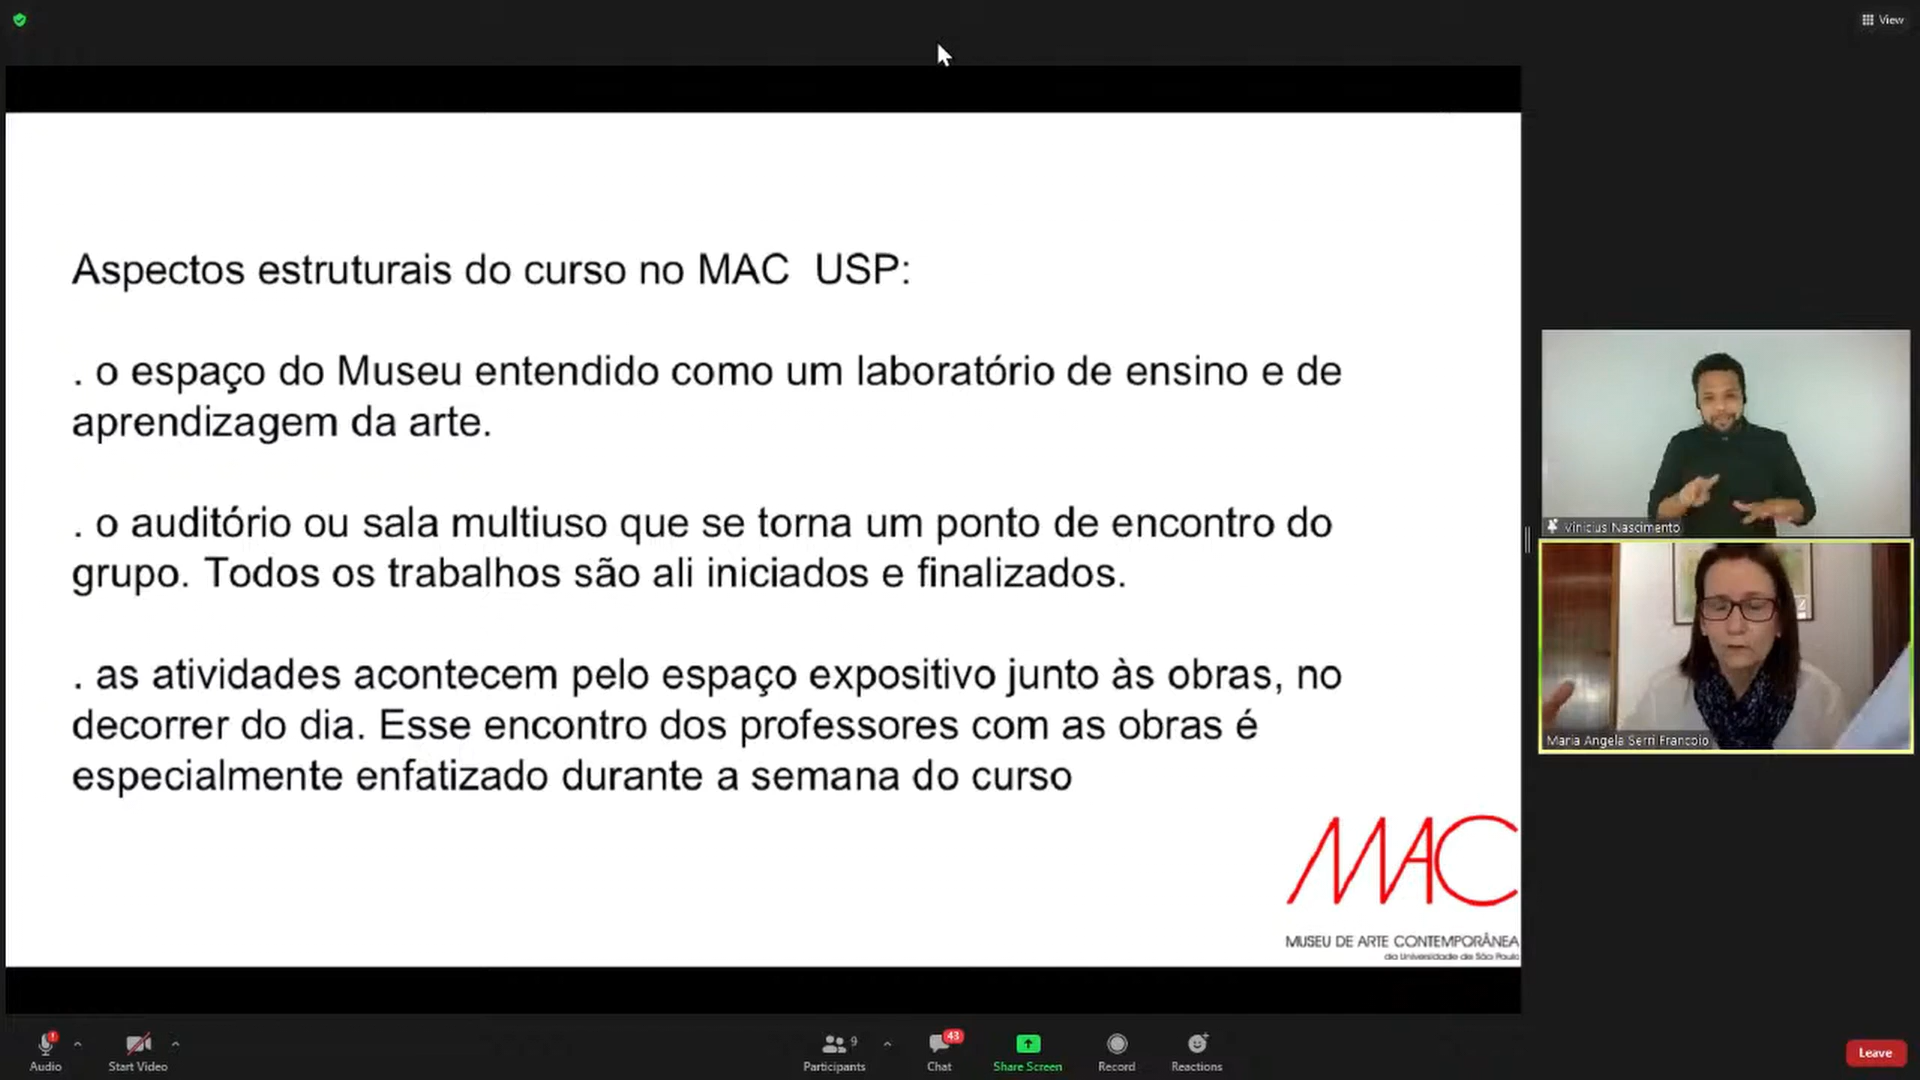 View
Aspectos estruturais do curso no MAC USP:
. o espaço do Museu entendido como um laboratório de ensino e de
aprendizagem da arte.
. o auditório ou sala multiuso que se torna um ponto de encontro do
grupo. Todos os trabalhos são ali iniciados e finalizados.
. as atividades acontecem pelo espaço expositivo junto às obras, no
decorrer do dia. Esse encontro dos professores com as obras é
especialmente enfatizado durante a semana do curso
MAC
MUSEU DE ARTE CONTEMPORÂNEA
da Universidade de São Paulo
Vinicius Nascimento
Maria Angela Serri Francoio
Audio
Start Video
9
Participants
43
Chat
Share Screen
Record
Reactions
Leave